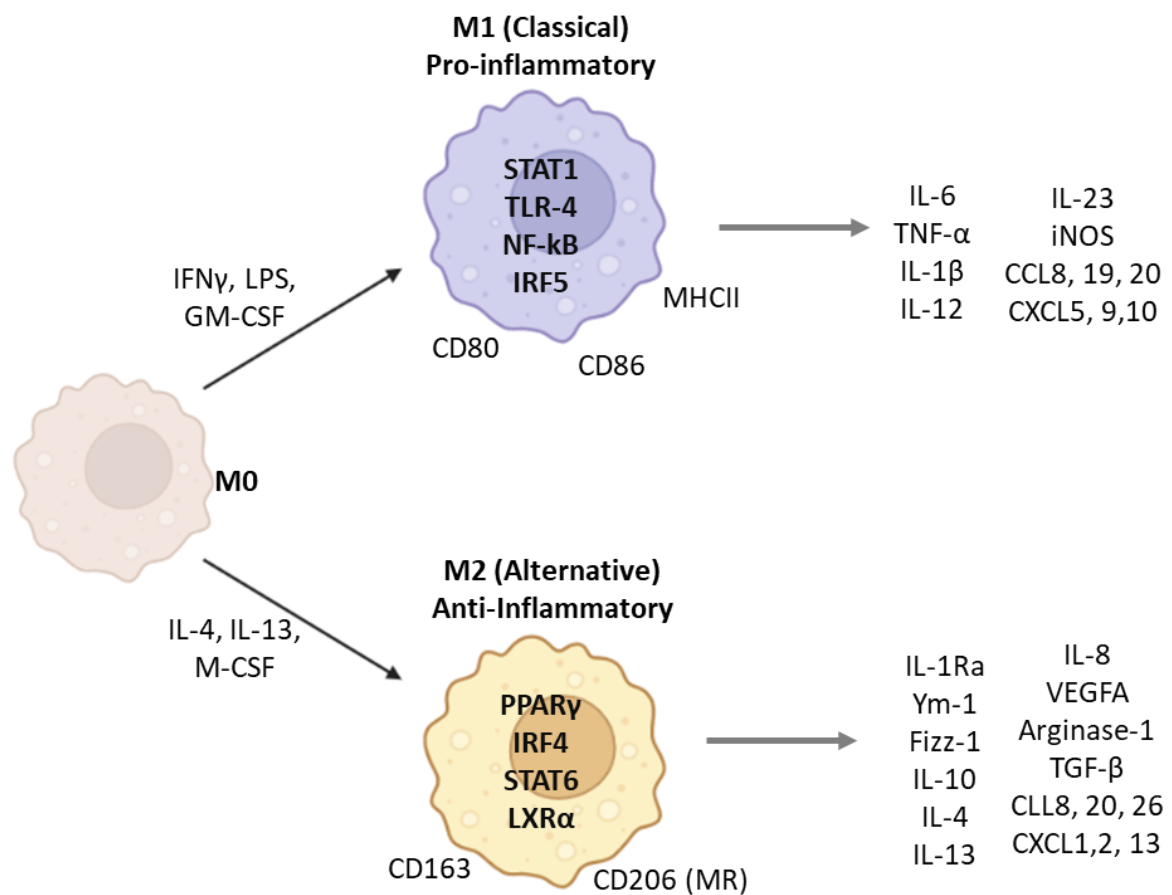 M1 (Classical)
Pro-inflammatory
STAT1
TLR-4
NF-kB
IRF5
MHCII
CD80
CD86
IFNγ, LPS,
GM-CSF
IL-6
TNF-α
IL-1β
IL-12
IL-23
iNOS
CCL8, 19, 20
CXCL5, 9,10
M0
IL-4, IL-13,
M-CSF
M2 (Alternative)
Anti-Inflammatory
PPARγ
IRF4
STAT6
LXRα
CD163
CD206 (MR)
IL-1Ra
Ym-1
Fizz-1
IL-10
IL-4
IL-13
IL-8
VEGFA
Arginase-1
TGF-β
CLL8, 20, 26
CXCL1,2, 13